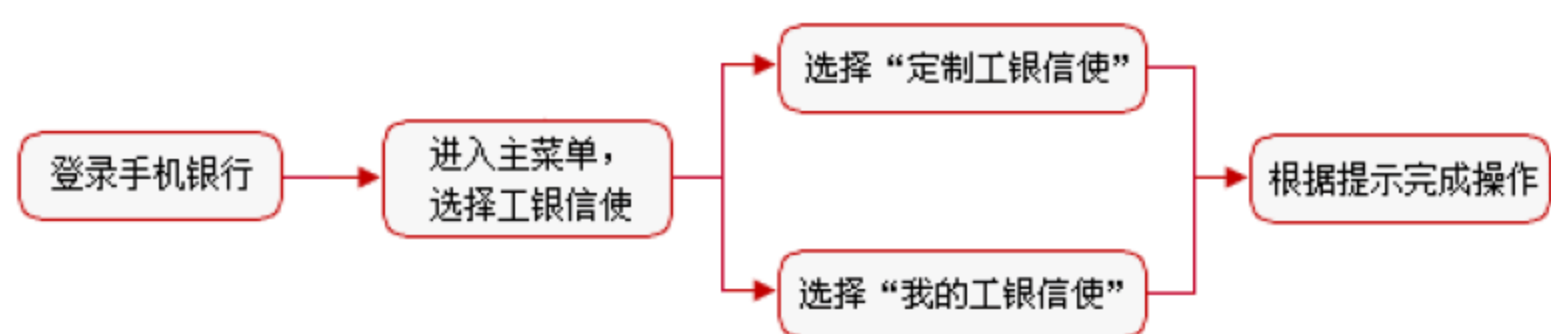 登录手机银行
进入主菜单，
选择工银信使
选择“定制工银信使”
选择“我的工银信使”
根据提示完成操作